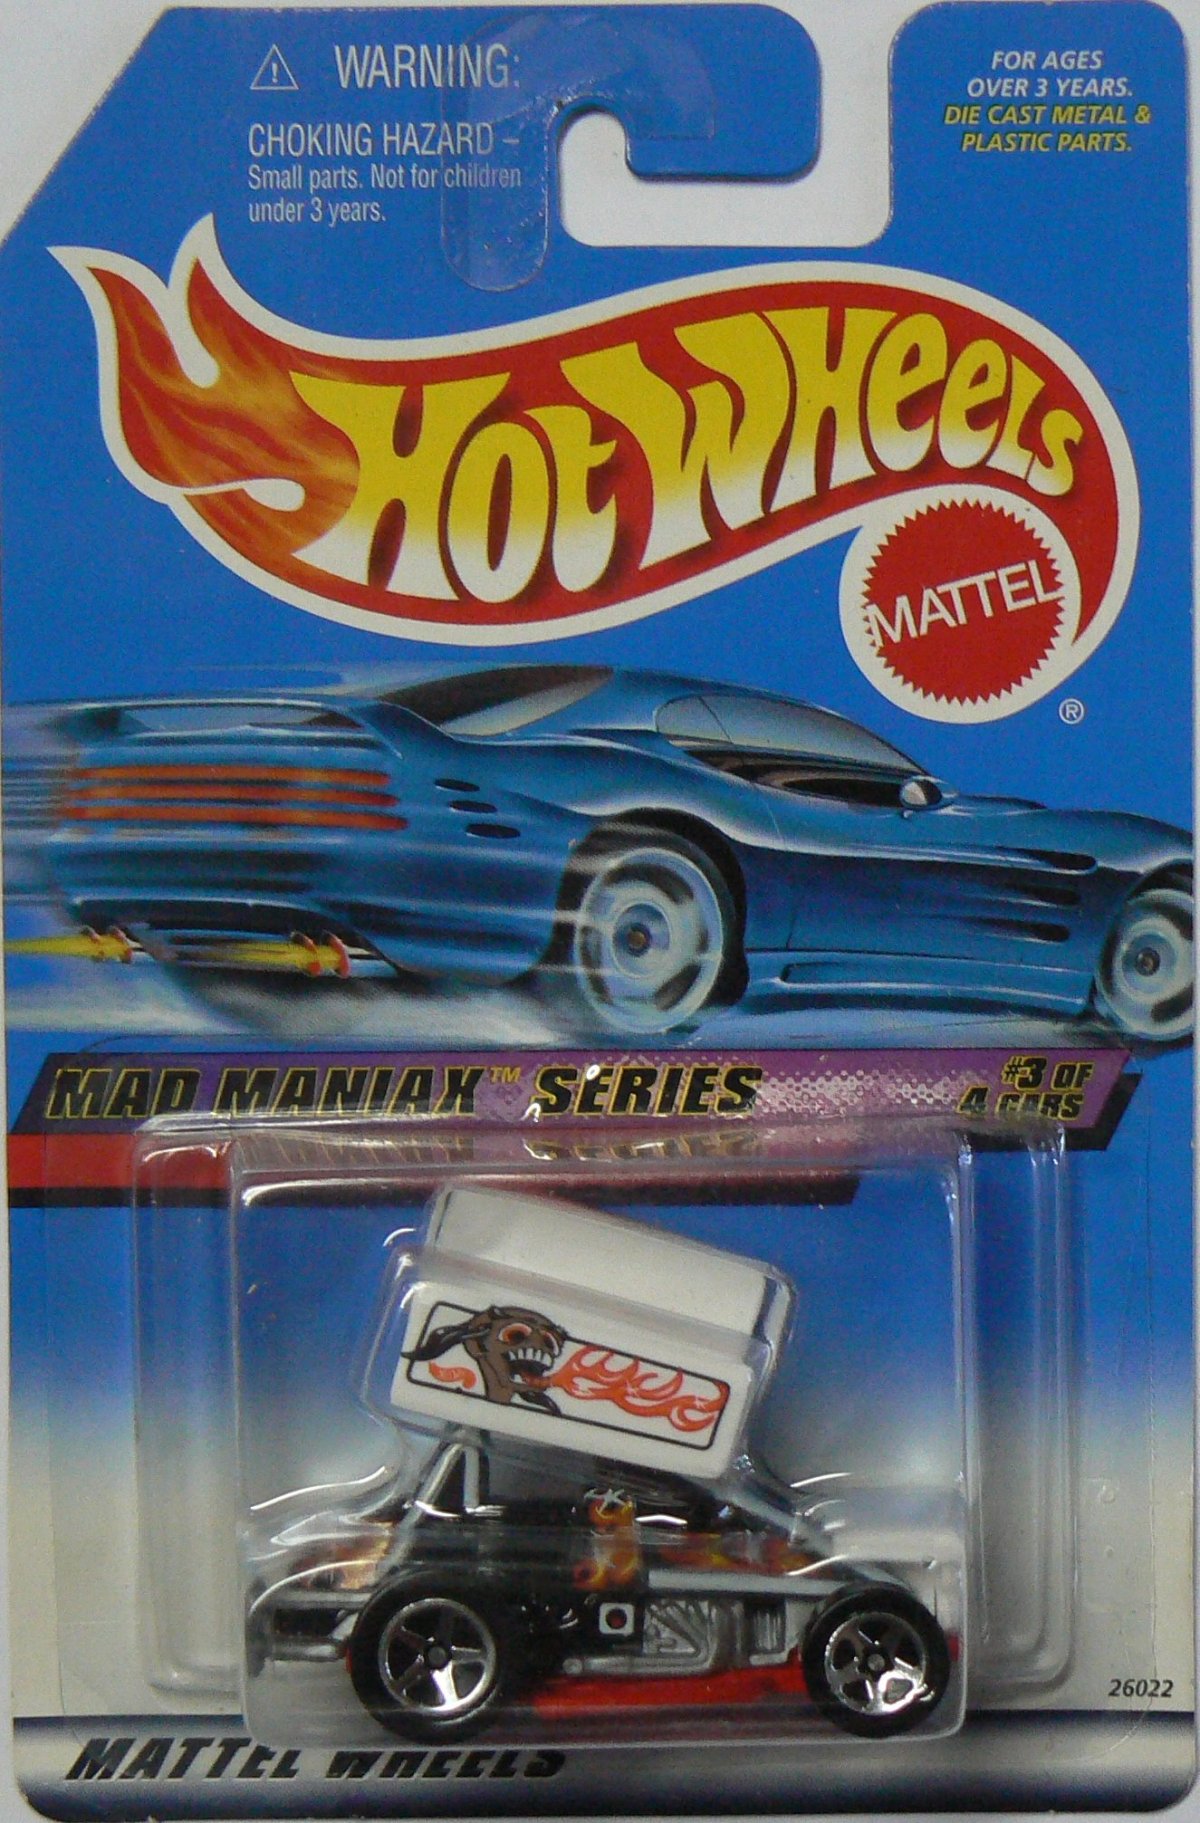 WARNING:
CHOKING HAZARD –
Small parts. Not for children
under 3 years.
FOR AGES
OVER 3 YEARS.
DIE CAST METAL &
PLASTIC PARTS.
HOT WHEELS
MATTEL
®
MAD MANIAX™ SERIES
#3 OF
4 CARS
26022
MATTEL WHEELS